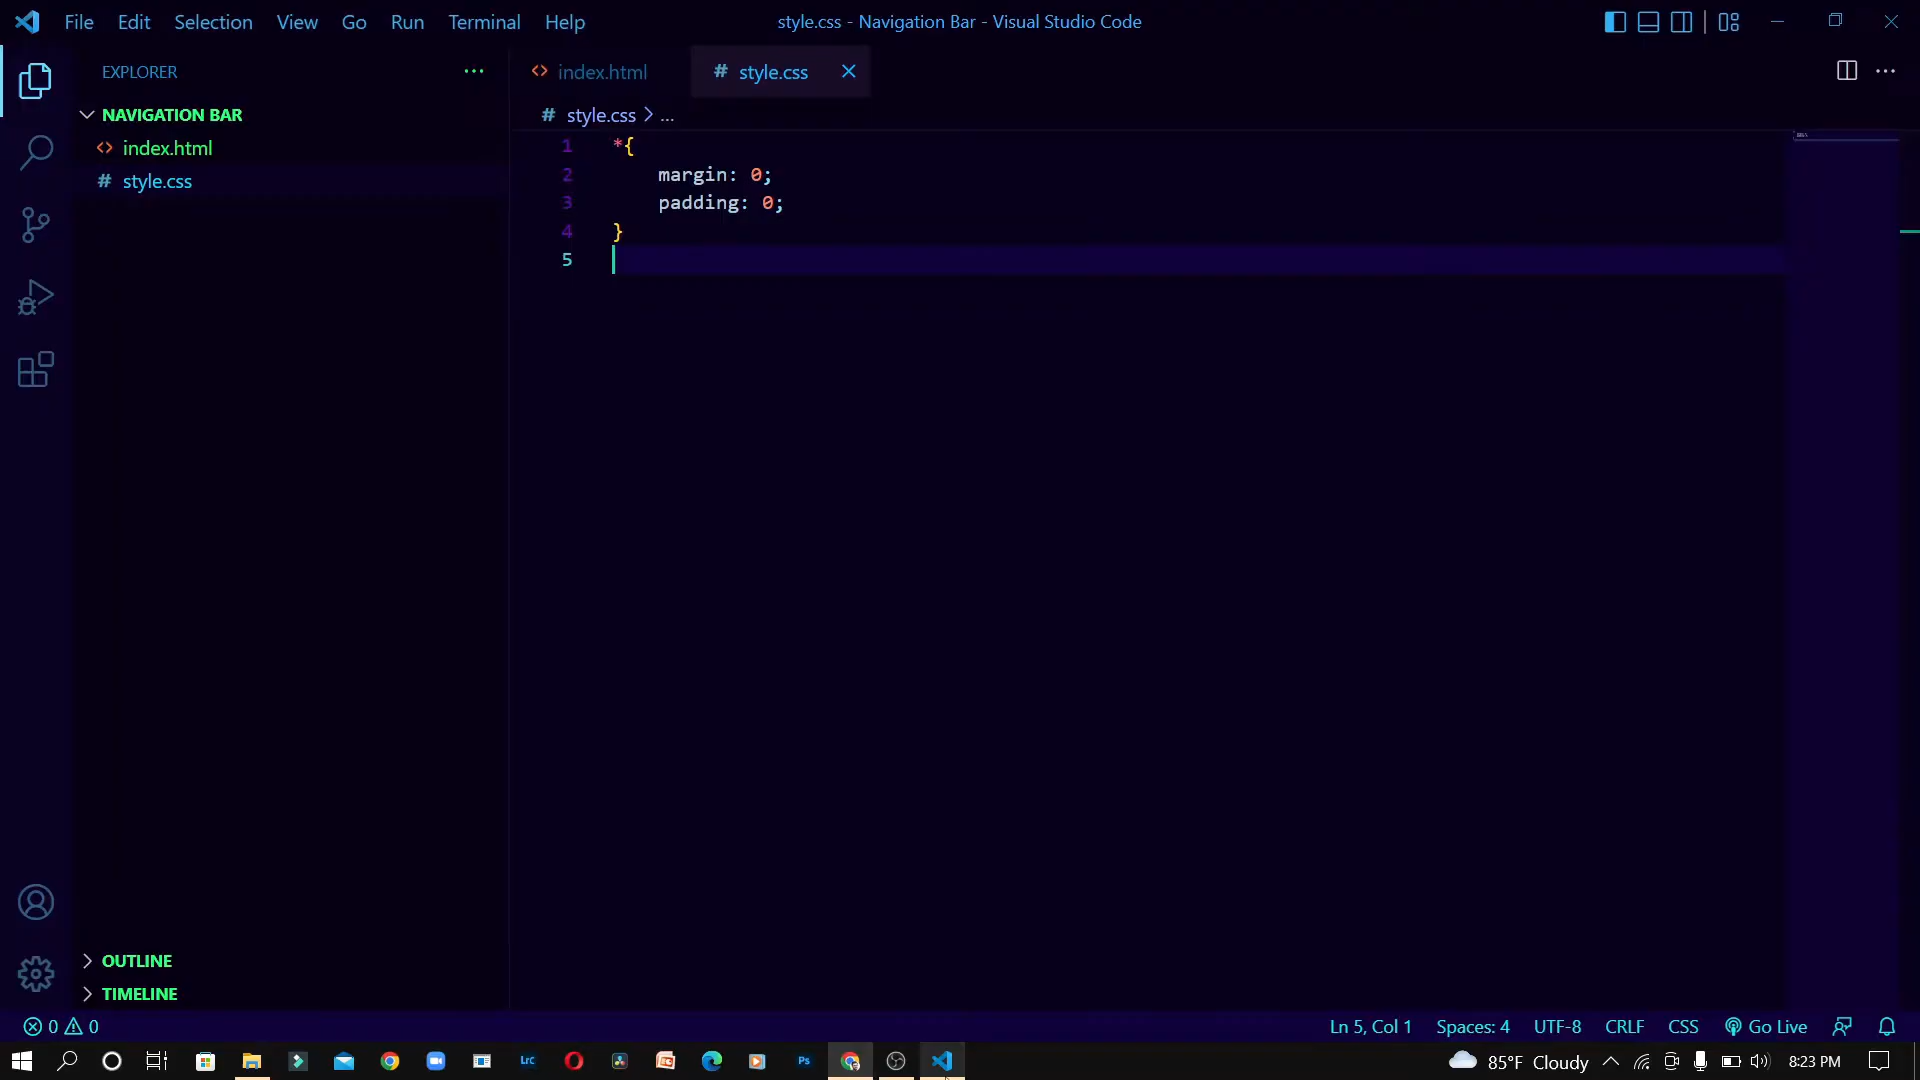 File Edit Selection View Go Run Terminal Help
style.css - Navigation Bar - Visual Studio Code
EXPLORER
NAVIGATION BAR
index.html
style.css
OUTLINE
TIMELINE
index.html
# style.css
# style.css > ...
1 *{
2 margin: 0;
3 padding: 0;
4 }
5
0 0
Ln 5, Col 1 Spaces: 4 UTF-8 CRLF CSS Go Live
Lrc
Ps
85°F Cloudy 8:23 PM